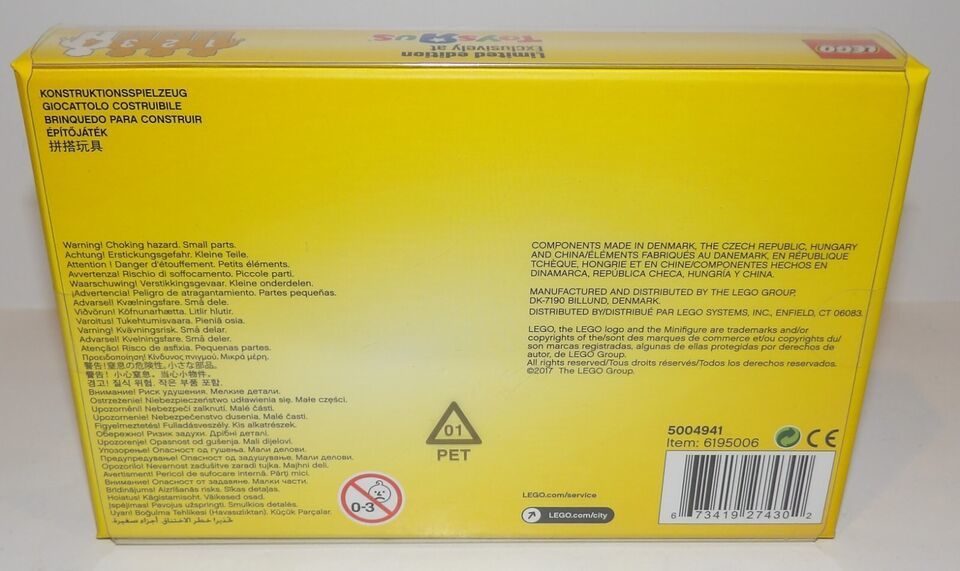 LEGO
Limited edition
Exclusively at
ToysЯus
1 2 3 4
KONSTRUKTIONSSPIELZEUG
GIOCATTOLO COSTRUIBILE
BRINQUEDO PARA CONSTRUIR
ÉPÍTŐJÁTÉK
拼搭玩具
Warning! Choking hazard. Small parts.
Achtung! Erstickungsgefahr. Kleine Teile.
Attention ! Danger d'étouffement. Petits éléments.
Avvertenza! Rischio di soffocamento. Piccole parti.
Waarschuwing! Verstikkingsgevaar. Kleine onderdelen.
¡Advertencia! Peligro de atragantamiento. Partes pequeñas.
Advarsel! Kvælningsfare. Små dele.
Viðvörun! Köfnunarhætta. Litlir hlutir.
Varoitus! Tukehtumisvaara. Pieniä osia.
Varning! Kvävningsrisk. Små delar.
Advarsel! Kvelningsfare. Små deler.
Atenção! Risco de asfixia. Partes pequenas.
Προειδοποίηση! Κίνδυνος πνιγμού. Μικρά μέρη.
警告!窒息の危険性。小さな部品。
警告! 小心窒息。当心小物件。
경고! 질식 위험. 작은 부품 포함.
Внимание! Риск удушения. Мелкие детали.
Ostrzeżenie! Niebezpieczeństwo udławienia się. Małe części.
Upozornění! Nebezpečí zalknutí. Malé části.
Upozornenie! Nebezpečenstvo dusenia. Malé časti.
Figyelmeztetés! Fulladásveszély. Kis alkatrészek.
Обережно! Ризик задухи. Дрібні деталі.
Upozorenje! Opasnost od gušenja. Mali dijelovi.
Упозорење! Опасност од гушења. Мали делови.
Предупреждение! Опасност од задушување. Мали делови.
Opozorilo! Nevarnost zadušitve zaradi tujka. Majhni deli.
Avertisment! Pericol de sufocare internă. Părți mici.
Внимание! Опасност от задавяне. Малки части.
Brīdinājums! Aizrīšanās risks. Sīkas detaļas.
Hoiatus! Kägistamisoht. Väikesed osad.
Įspėjimas! Pavojus užspringti. Smulkios detalės.
Uyarı! Boğulma Tehlikesi (Havasızlıktan). Küçük Parçalar.
تحذير! خطر الاختناق. أجزاء صغيرة.
0-3
01
PET
COMPONENTS MADE IN DENMARK, THE CZECH REPUBLIC, HUNGARY
AND CHINA/ÉLÉMENTS FABRIQUÉS AU DANEMARK, EN RÉPUBLIQUE
TCHÈQUE, HONGRIE ET EN CHINE/COMPONENTES HECHOS EN
DINAMARCA, REPÚBLICA CHECA, HUNGRÍA Y CHINA.
MANUFACTURED AND DISTRIBUTED BY THE LEGO GROUP,
DK-7190 BILLUND, DENMARK.
DISTRIBUTED BY/DISTRIBUÉ PAR LEGO SYSTEMS, INC., ENFIELD, CT 06083.
LEGO, the LEGO logo and the Minifigure are trademarks and/or
copyrights of the/sont des marques de commerce et/ou copyrights du/
son marcas registradas, algunas de ellas protegidas por derechos de
autor, de LEGO Group.
All rights reserved/Tous droits réservés/Todos los derechos reservados.
©2017 The LEGO Group.
5004941
Item: 6195006
CE
6 73419 27430 2
LEGO.com/service
LEGO.com/city